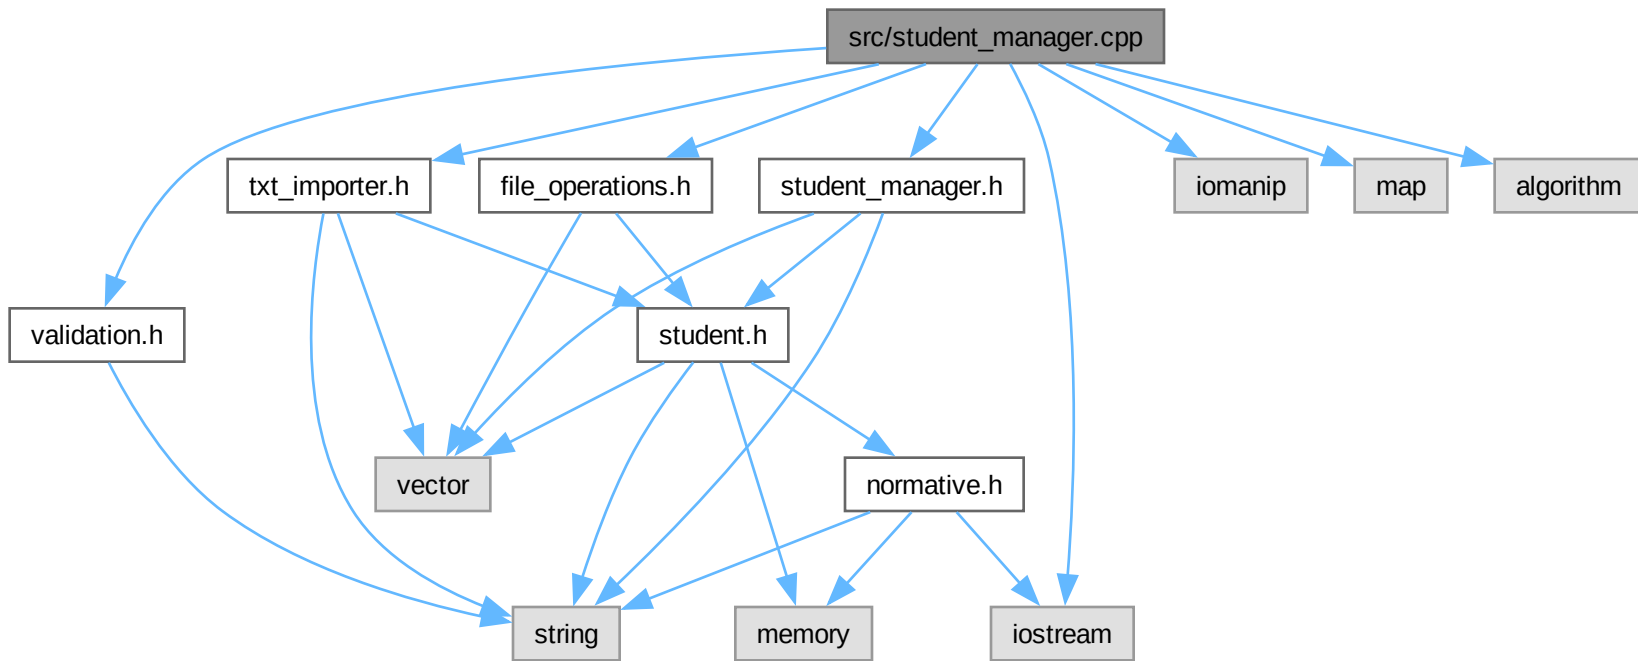 src/student_manager.cpp
txt_importer.h
file_operations.h
student_manager.h
iomanip
map
algorithm
validation.h
student.h
vector
normative.h
string
memory
iostream